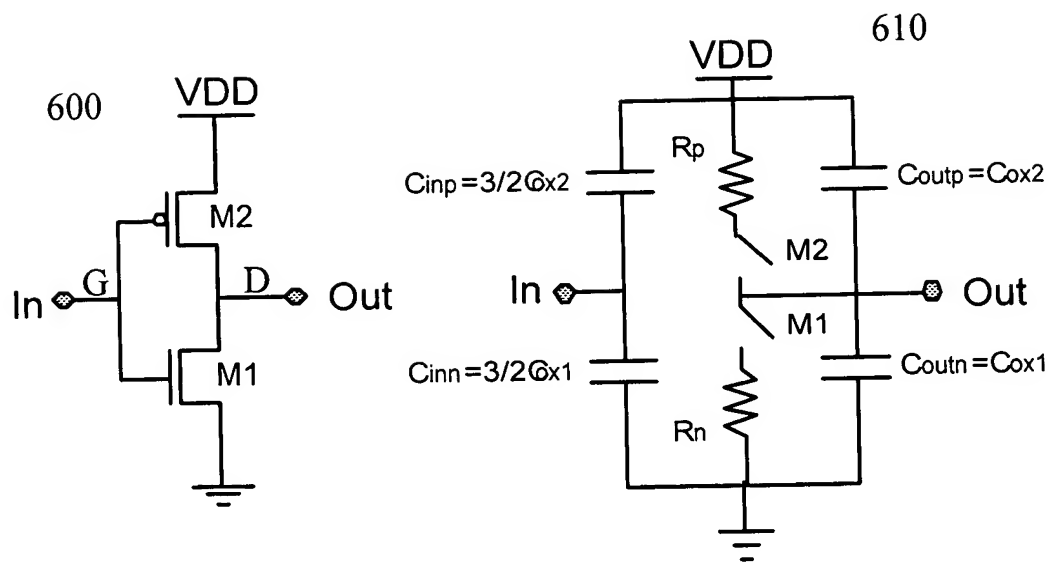 600
VDD
M2
In
G
D
Out
M1
610
VDD
Rp
Cinp=3/2Cox2
Coutp=Cox2
M2
In
Out
M1
Cinn=3/2Cox1
Coutn=Cox1
Rn